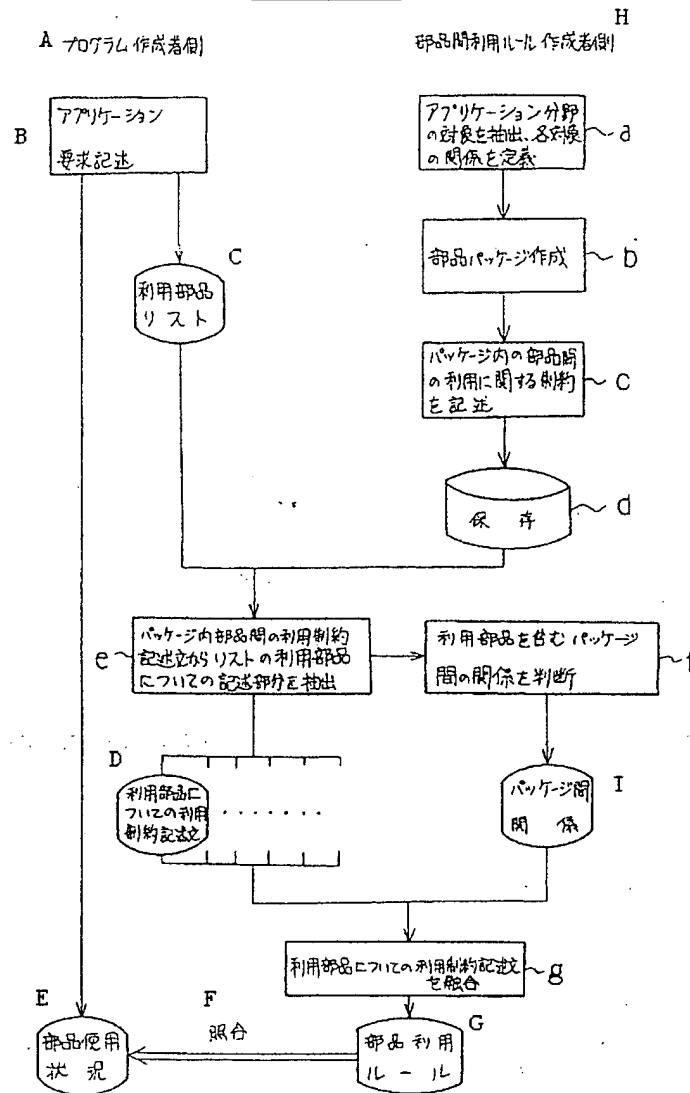 H
A プログラム作成者側
部品間利用ルール作成者側
B
アプリケーション
要求記述
アプリケーション分野
の対象を抽出、各対象
の関係を定義
a
部品パッケージ作成
b
C
利用部品
リスト
パッケージ内の部品間
の利用に関する制約
を記述
c
保存
d
e
パッケージ内部品間の利用制約
記述文からリストの利用部品
についての記述部分を抽出
利用部品を含むパッケージ
間の関係を判断
f
D
利用部品に
ついての利用
制約記述文
・・・・・・・
I
パッケージ間
関係
利用部品についての利用制約記述文
を融合
g
E
部品使用
状況
F
照合
G
部品利用
ルール